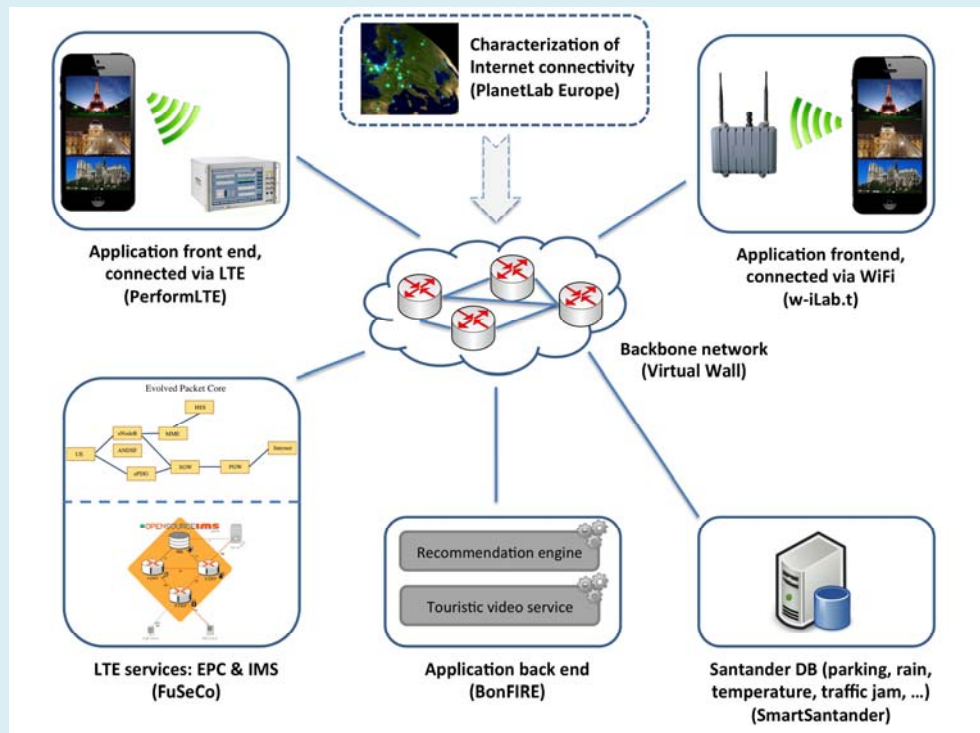 Characterization of
Internet connectivity
(PlanetLab Europe)
Application front end,
connected via LTE
(PerformLTE)
Application frontend,
connected via WiFi
(w-iLab.t)
Backbone network
(Virtual Wall)
Evolved Packet Core
HSS
eNodeB
MME
UE
ANDSF
Internet
ePDG
SGW
PGW
OPENSOURCEIMS
Recommendation engine
Touristic video service
LTE services: EPC & IMS
(FuSeCo)
Application back end
(BonFIRE)
Santander DB (parking, rain,
temperature, traffic jam, ...)
(SmartSantander)